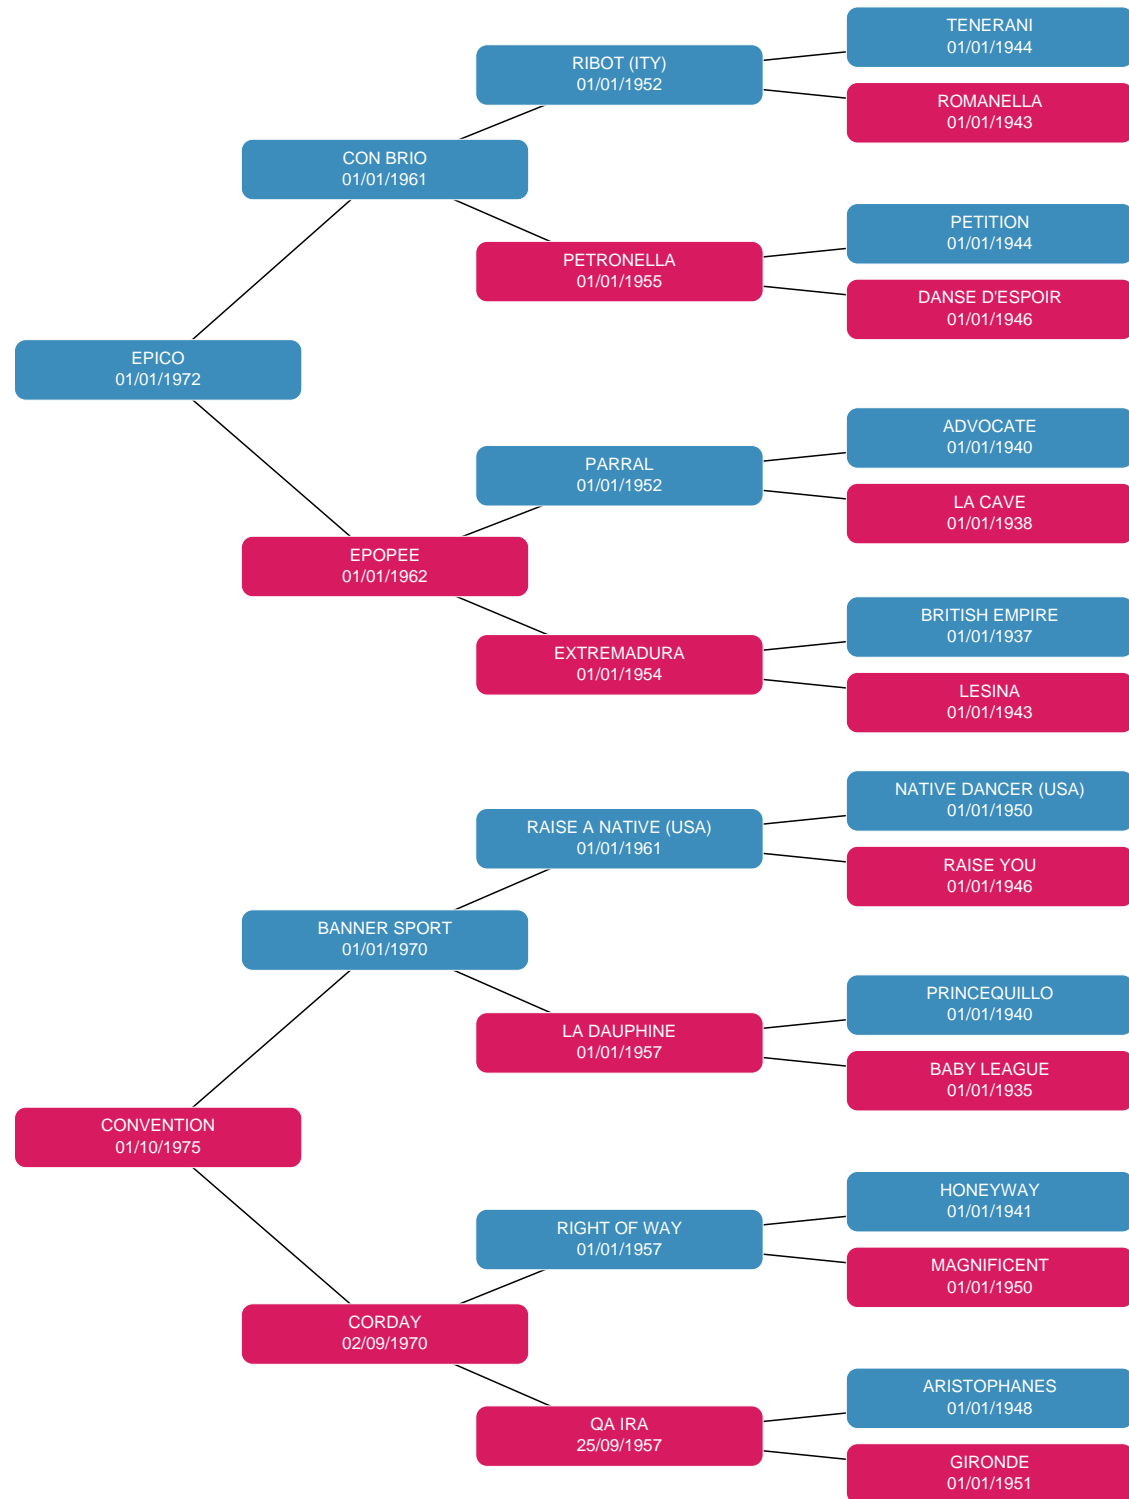 TENERANI
01/01/1944
RIBOT (ITY)
01/01/1952
ROMANELLA
01/01/1943
CON BRIO
01/01/1961
PETITION
01/01/1944
PETRONELLA
01/01/1955
DANSE D'ESPOIR
01/01/1946
EPICO
01/01/1972
ADVOCATE
01/01/1940
PARRAL
01/01/1952
LA CAVE
01/01/1938
EPOPEE
01/01/1962
BRITISH EMPIRE
01/01/1937
EXTREMADURA
01/01/1954
LESINA
01/01/1943
NATIVE DANCER (USA)
01/01/1950
RAISE A NATIVE (USA)
01/01/1961
RAISE YOU
01/01/1946
BANNER SPORT
01/01/1970
PRINCEQUILLO
01/01/1940
LA DAUPHINE
01/01/1957
BABY LEAGUE
01/01/1935
CONVENTION
01/10/1975
HONEYWAY
01/01/1941
RIGHT OF WAY
01/01/1957
MAGNIFICENT
01/01/1950
CORDAY
02/09/1970
ARISTOPHANES
01/01/1948
QA IRA
25/09/1957
GIRONDE
01/01/1951